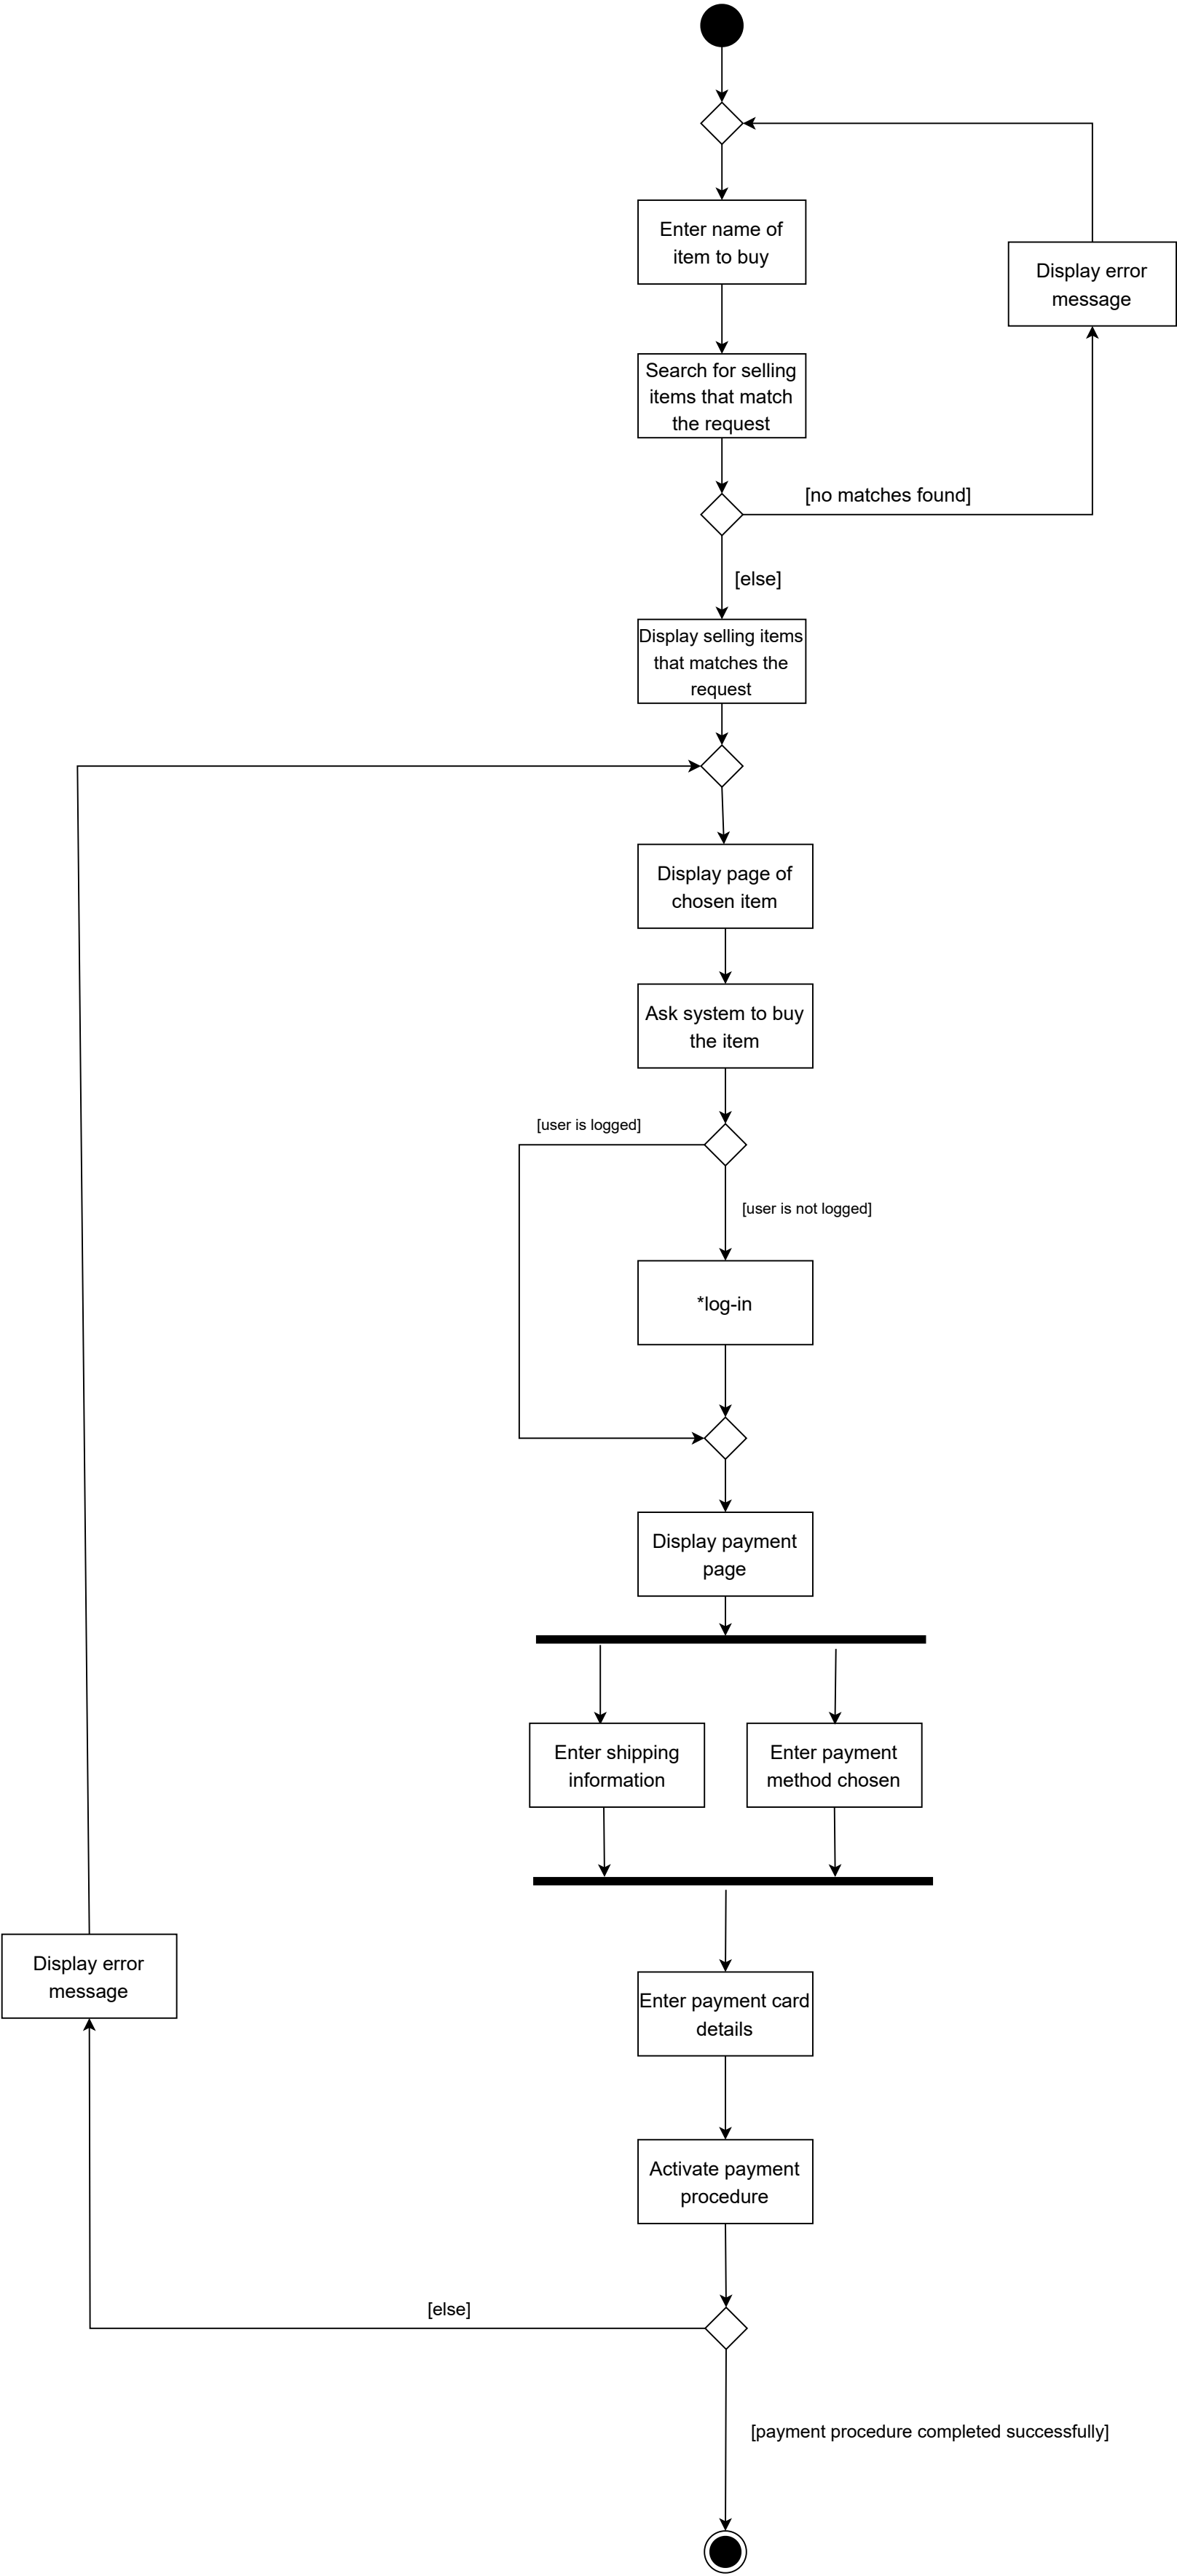 Enter name of
item to buy
Display error
message
Search for selling
items that match
the request
[no matches found]
[else]
Display selling items
that matches the
request
Display page of
chosen item
Ask system to buy
the item
[user is logged]
[user is not logged]
*log-in
Display payment
page
Enter shipping
information
Enter payment
method chosen
Display error
message
Enter payment card
details
Activate payment
procedure
[else]
[payment procedure completed successfully]